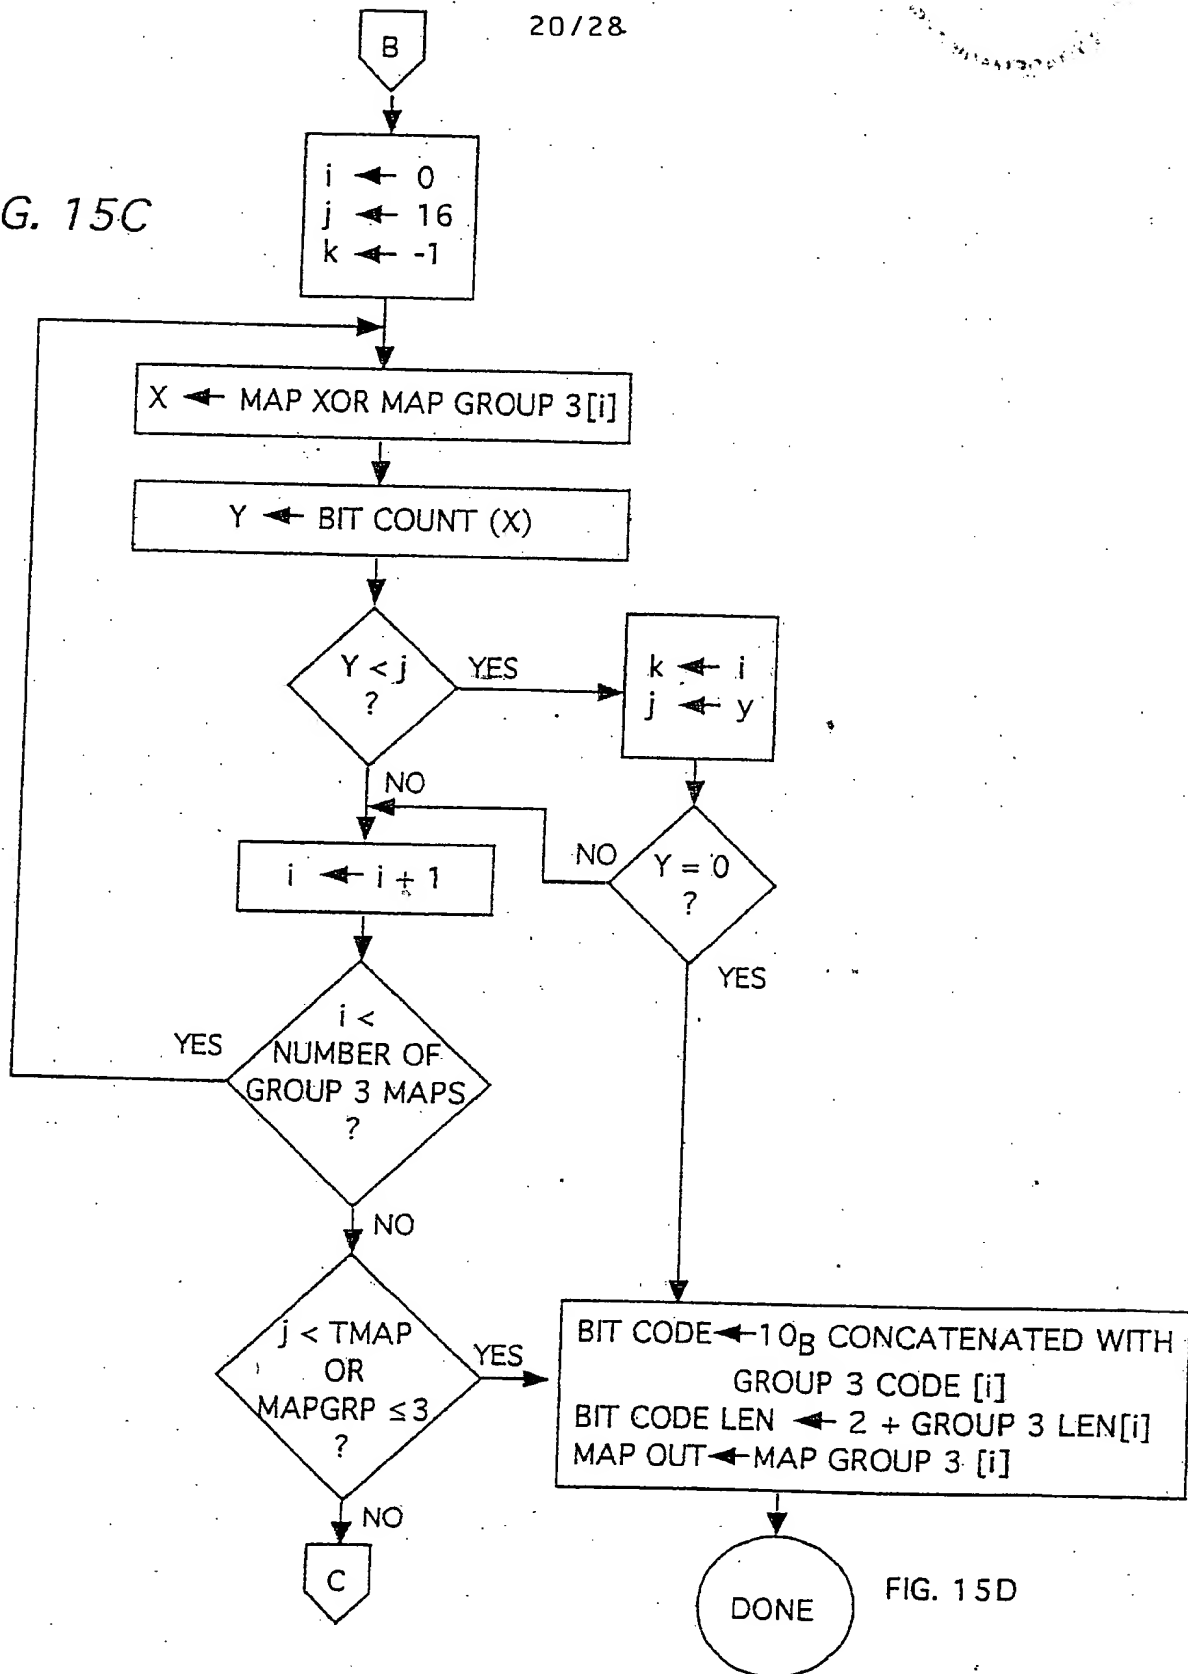 20/28
B
i ← 0
j ← 16
k ← -1
G. 15C
X ← MAP XOR MAP GROUP 3[i]
Y ← BIT COUNT (X)
Y < j
?
YES
k ← i
j ← y
NO
i ← i + 1
NO
Y = 0
?
YES
YES
i <
NUMBER OF
GROUP 3 MAPS
?
NO
j < TMAP
OR
MAPGRP ≤ 3
?
YES
BIT CODE←10B CONCATENATED WITH
GROUP 3 CODE [i]
BIT CODE LEN ← 2 + GROUP 3 LEN[i]
MAP OUT←MAP GROUP 3 [i]
NO
C
DONE
FIG. 15D